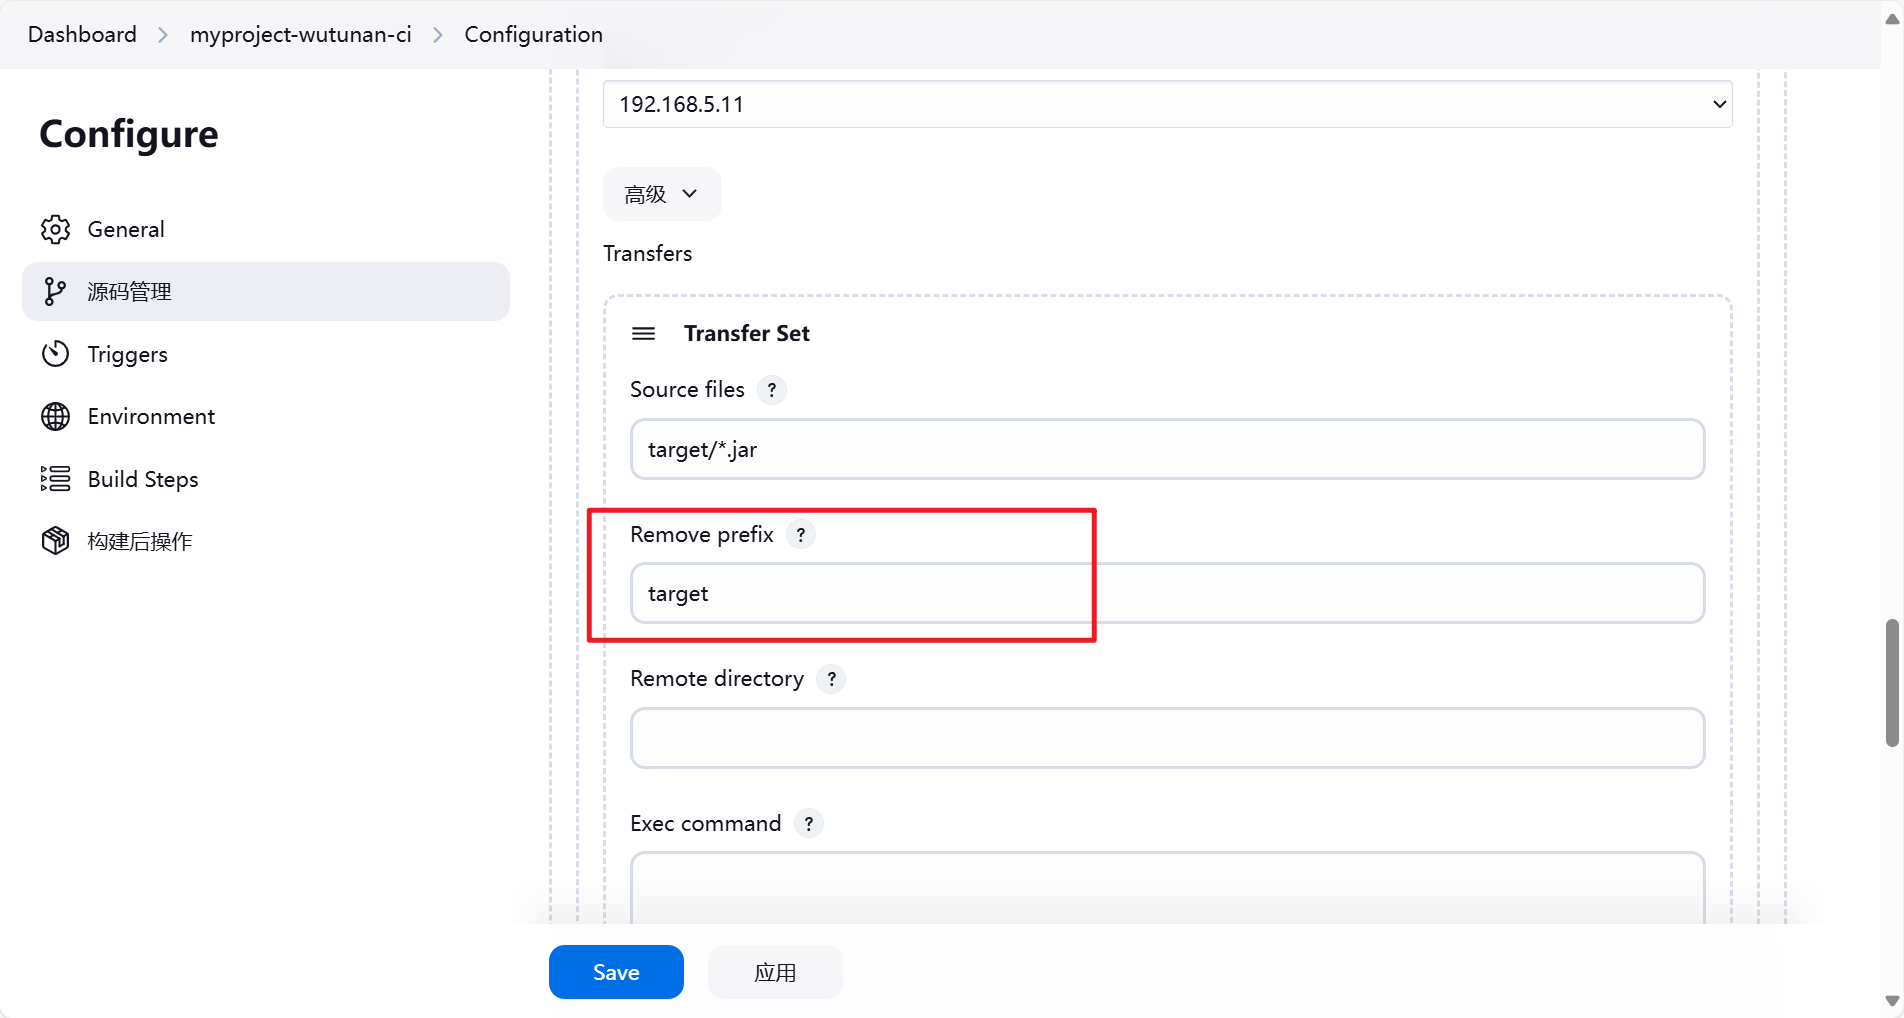 Dashboard
myproject-wutunan-ci
Configuration
Configure
General
源码管理
Triggers
Environment
Build Steps
构建后操作
192.168.5.11
高级
Transfers
Transfer Set
Source files ?
target/*.jar
Remove prefix ?
target
Remote directory ?
Exec command ?
Save
应用